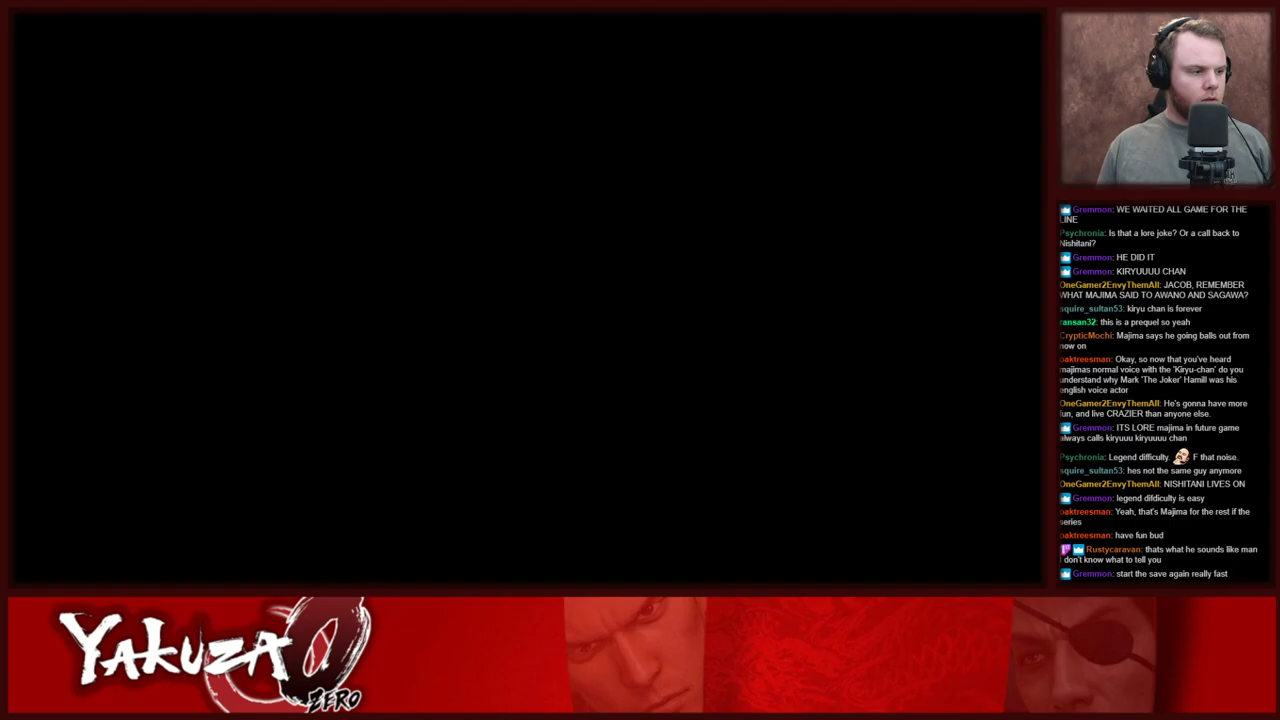 Gremmon: WE WAITED ALL GAME FOR THE
LINE
Psychronia: Is that a lore joke? Or a call back to
Nishitani?
Gremmon: HE DID IT
Gremmon: KIRYUUUU CHAN
OneGamer2EnvyThemAll: JACOB, REMEMBER
WHAT MAJIMA SAID TO AWANO AND SAGAWA?
squire_sultan53: kiryu chan is forever
ransan32: this is a prequel so yeah
CrypticMochi: Majima says he going balls out from
now on
oaktreesman: Okay, so now that you've heard
majimas normal voice with the 'Kiryu-chan' do you
understand why Mark 'The Joker' Hamill was his
english voice actor
OneGamer2EnvyThemAll: He's gonna have more
fun, and live CRAZIER than anyone else.
Gremmon: ITS LORE majima in future game
always calls kiryuuu kiryuuuu chan
Psychronia: Legend difficulty. F that noise.
squire_sultan53: hes not the same guy anymore
OneGamer2EnvyThemAll: NISHITANI LIVES ON
Gremmon: legend difdiculty is easy
oaktreesman: Yeah, that's Majima for the rest if the
series
oaktreesman: have fun bud
Rustycaravan: thats what he sounds like man
I don't know what to tell you
Gremmon: start the save again really fast
YAKUZA 0
ZERO